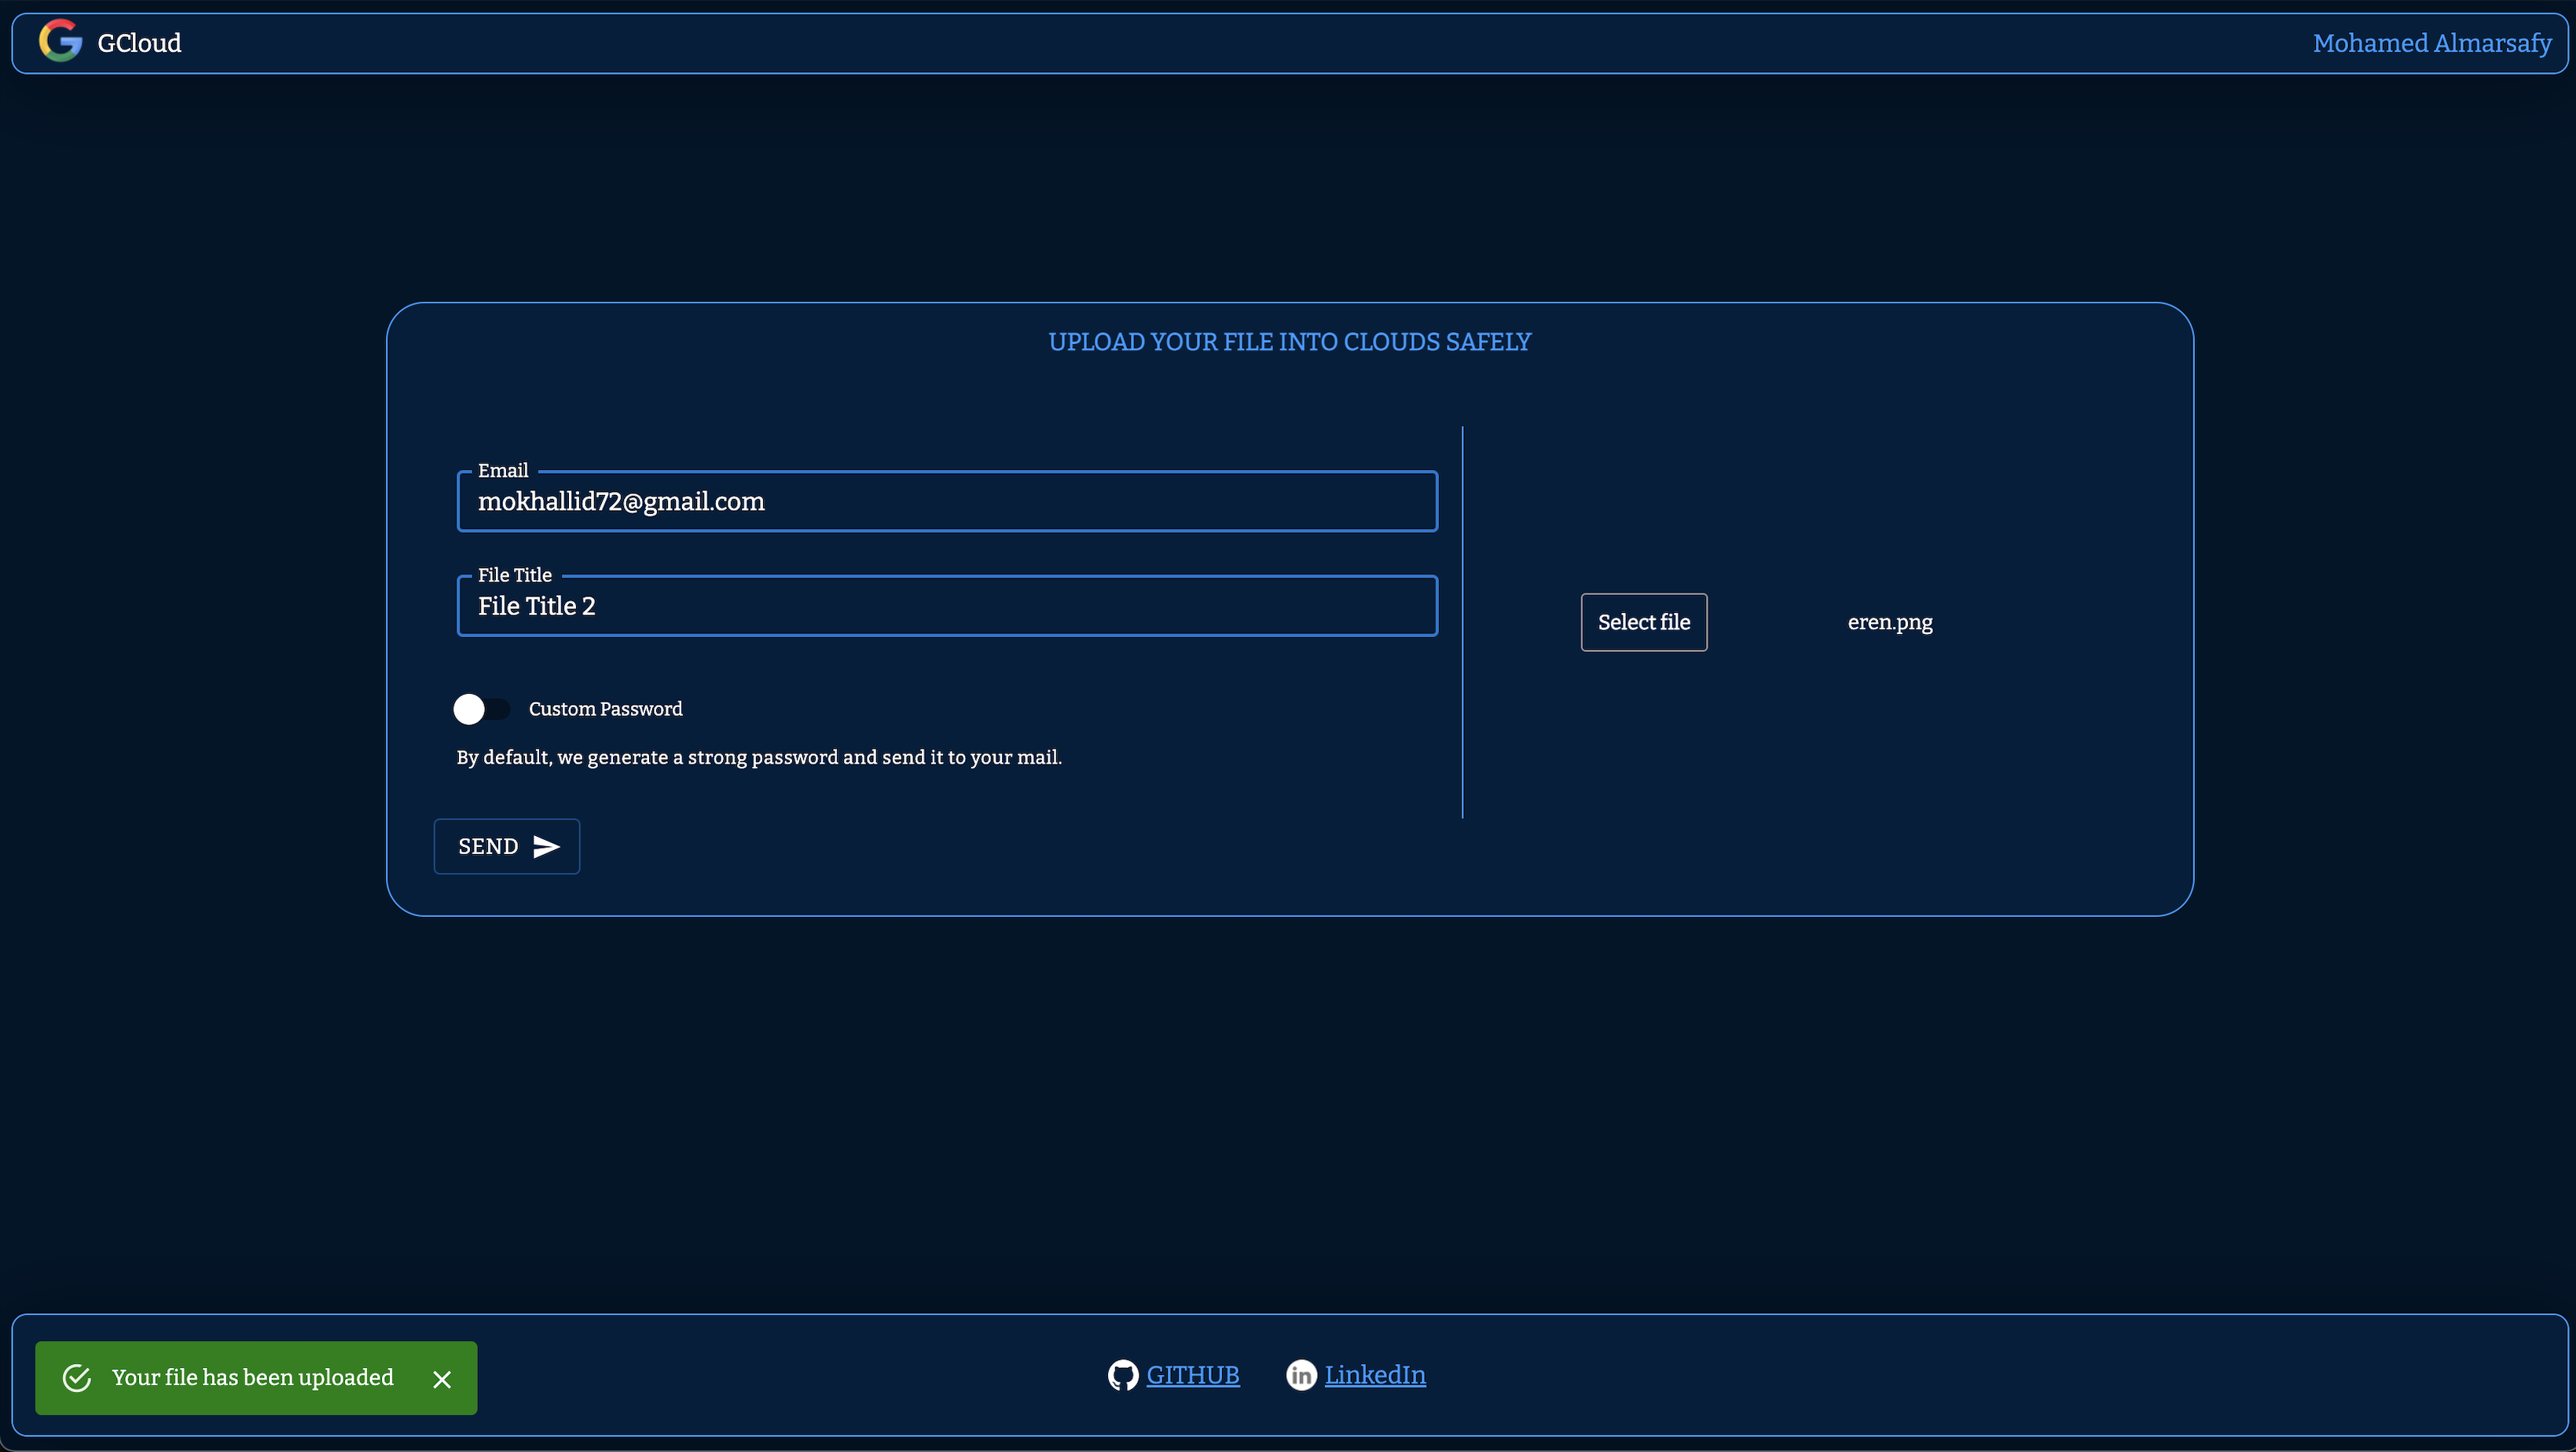 GCloud
Mohamed Almarsafy
UPLOAD YOUR FILE INTO CLOUDS SAFELY
Email
mokhallid72@gmail.com
File Title
File Title 2
Custom Password
By default, we generate a strong password and send it to your mail.
SEND
Select file
eren.png
Your file has been uploaded
GITHUB
LinkedIn